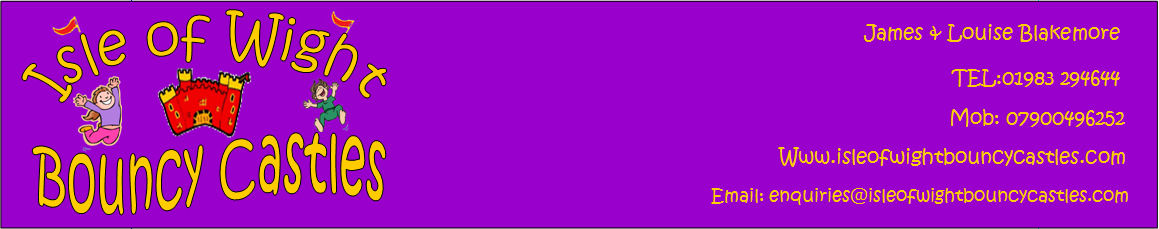 Isle of Wight
Bouncy Castles
James & Louise Blakemore
TEL:01983 294644
Mob: 07900496252
Www.isleofwightbouncycastles.com
Email: enquiries@isleofwightbouncycastles.com